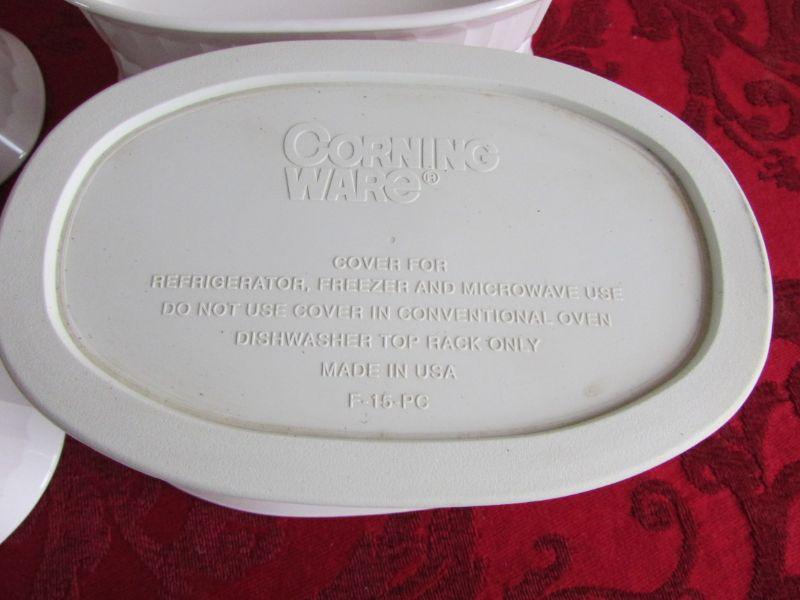 CORNING
WARE®
COVER FOR
REFRIGERATOR, FREEZER AND MICROWAVE USE
DO NOT USE COVER IN CONVENTIONAL OVEN
DISHWASHER TOP RACK ONLY
MADE IN USA
F-15-PC